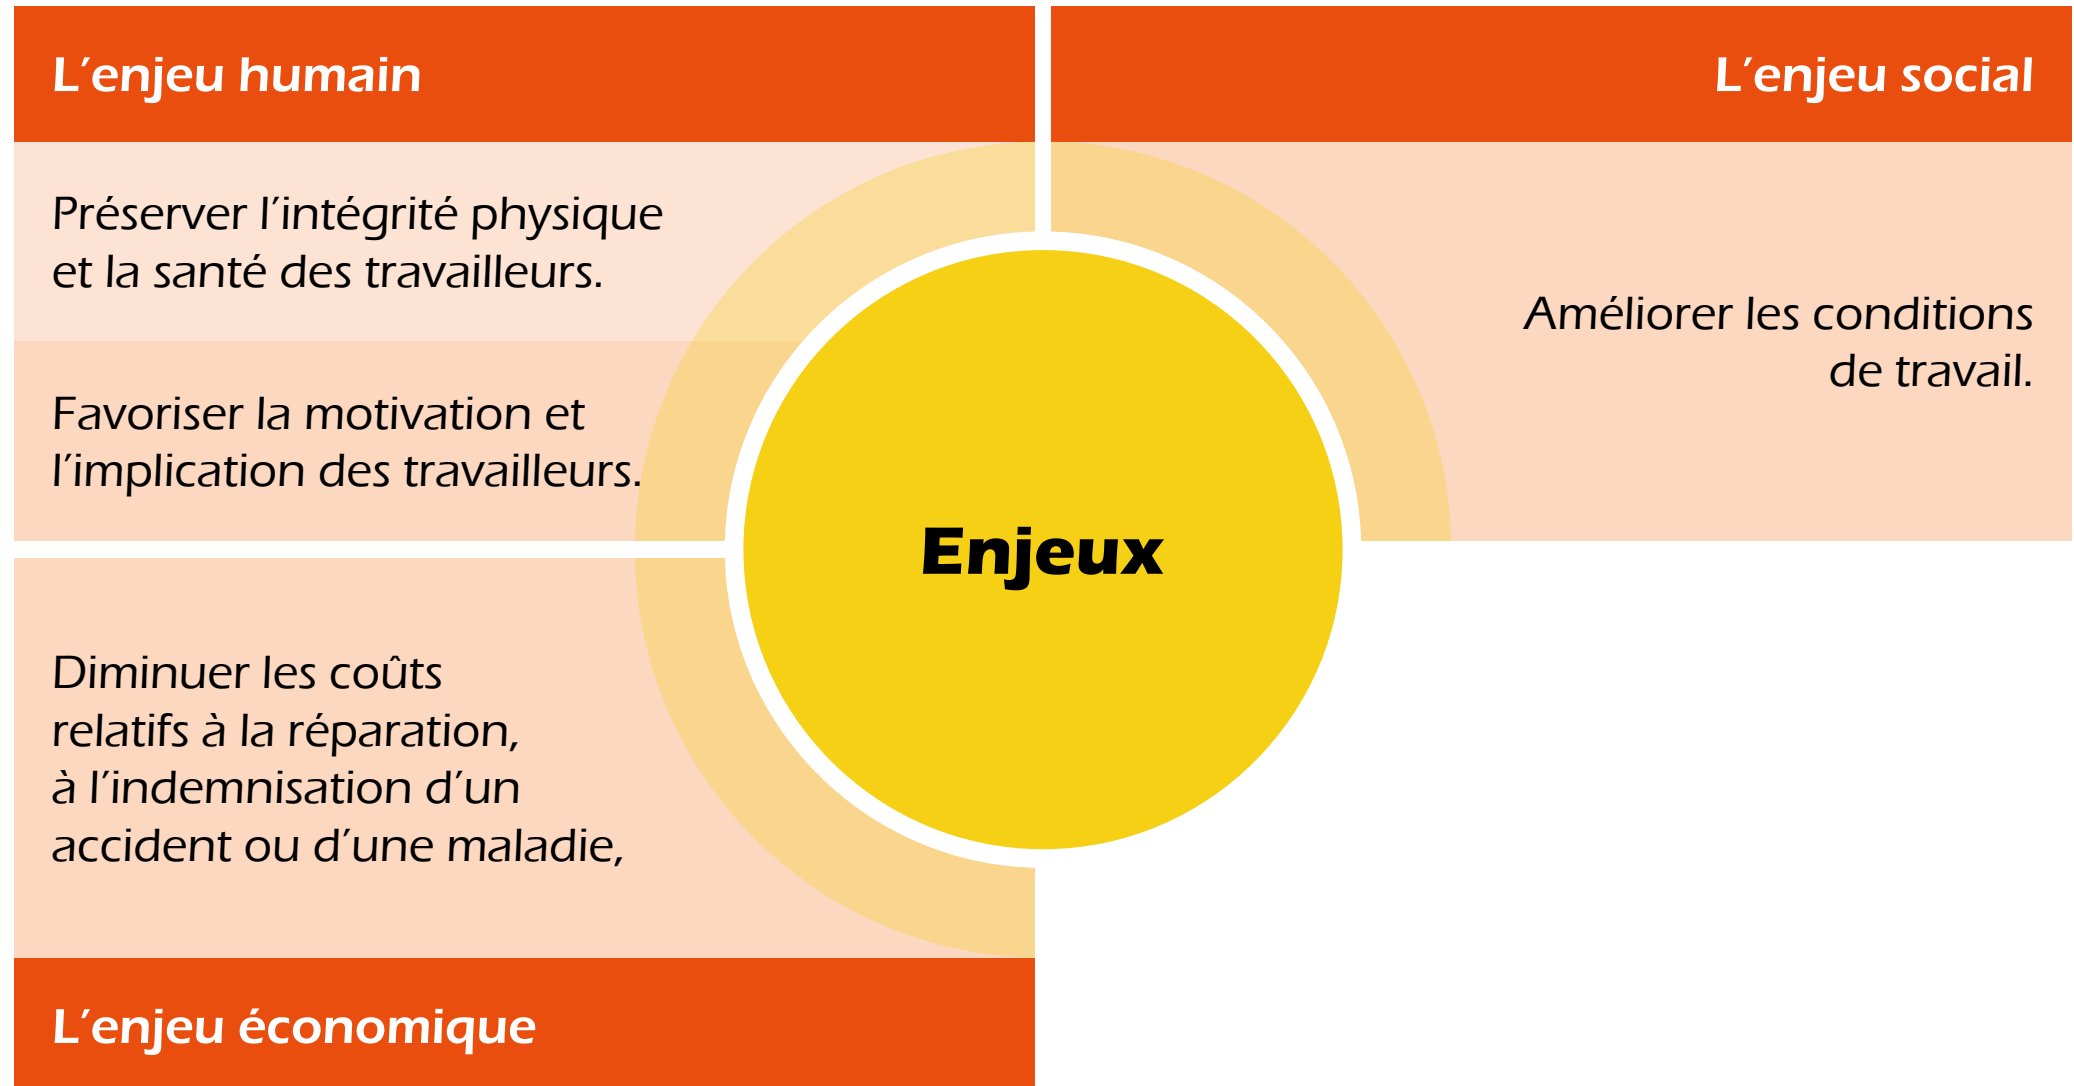 L’enjeu humain
Préserver l’intégrité physique
et la santé des travailleurs.
Favoriser la motivation et
l’implication des travailleurs.
L’enjeu social
Améliorer les conditions
de travail.
Enjeux
Diminuer les coûts
relatifs à la réparation,
à l’indemnisation d’un
accident ou d’une maladie,
L’enjeu économique